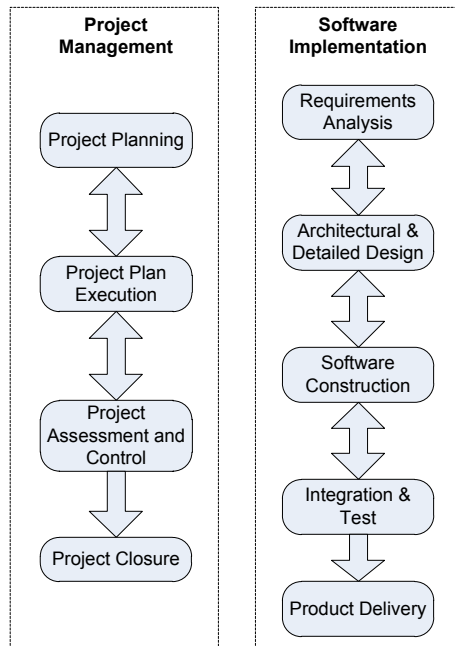 Project
Management
Project Planning
Project Plan
Execution
Project
Assessment and
Control
Project Closure
Software
Implementation
Requirements
Analysis
Architectural &
Detailed Design
Software
Construction
Integration &
Test
Product Delivery